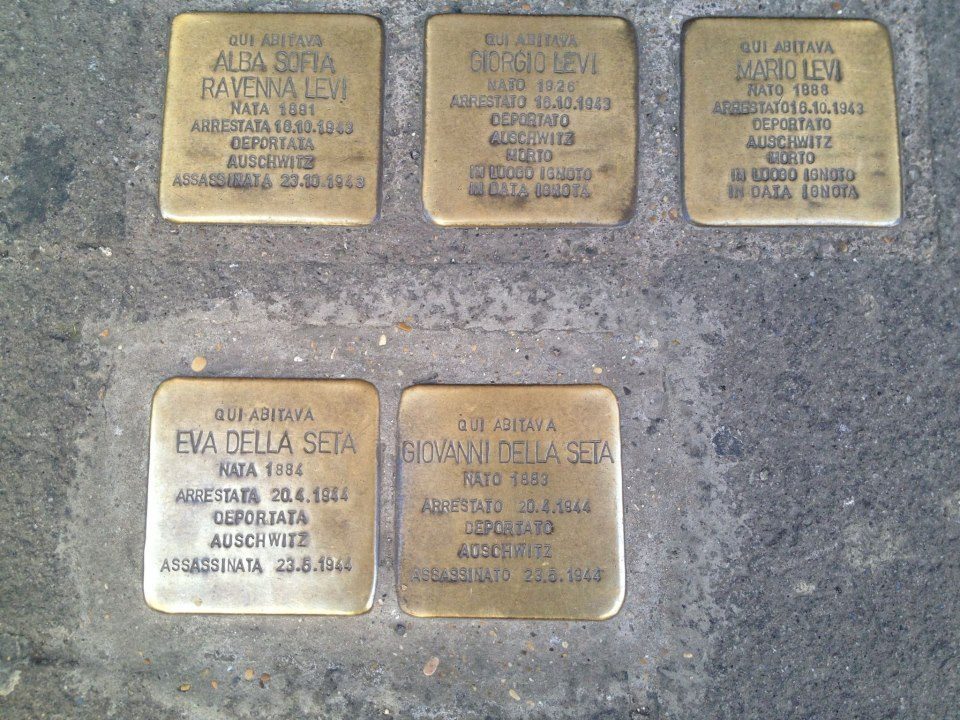 QUI ABITAVA
ALBA SOFIA
RAVENNA LEVI
NATA 1891
ARRESTATA 16.10.1943
DEPORTATA
AUSCHWITZ
ASSASSINATA 23.10.1943
QUI ABITAVA
GIORGIO LEVI
NATO 1926
ARRESTATO 16.10.1943
DEPORTATO
AUSCHWITZ
MORTO
IN LUOGO IGNOTO
IN DATA IGNOTA
QUI ABITAVA
MARIO LEVI
NATO 1886
ARRESTATO 16.10.1943
DEPORTATO
AUSCHWITZ
MORTO
IN LUOGO IGNOTO
IN DATA IGNOTA
QUI ABITAVA
EVA DELLA SETA
NATA 1884
ARRESTATA 20.4.1944
DEPORTATA
AUSCHWITZ
ASSASSINATA 23.5.1944
QUI ABITAVA
GIOVANNI DELLA SETA
NATO 1883
ARRESTATO 20.4.1944
DEPORTATO
AUSCHWITZ
ASSASSINATO 23.5.1944